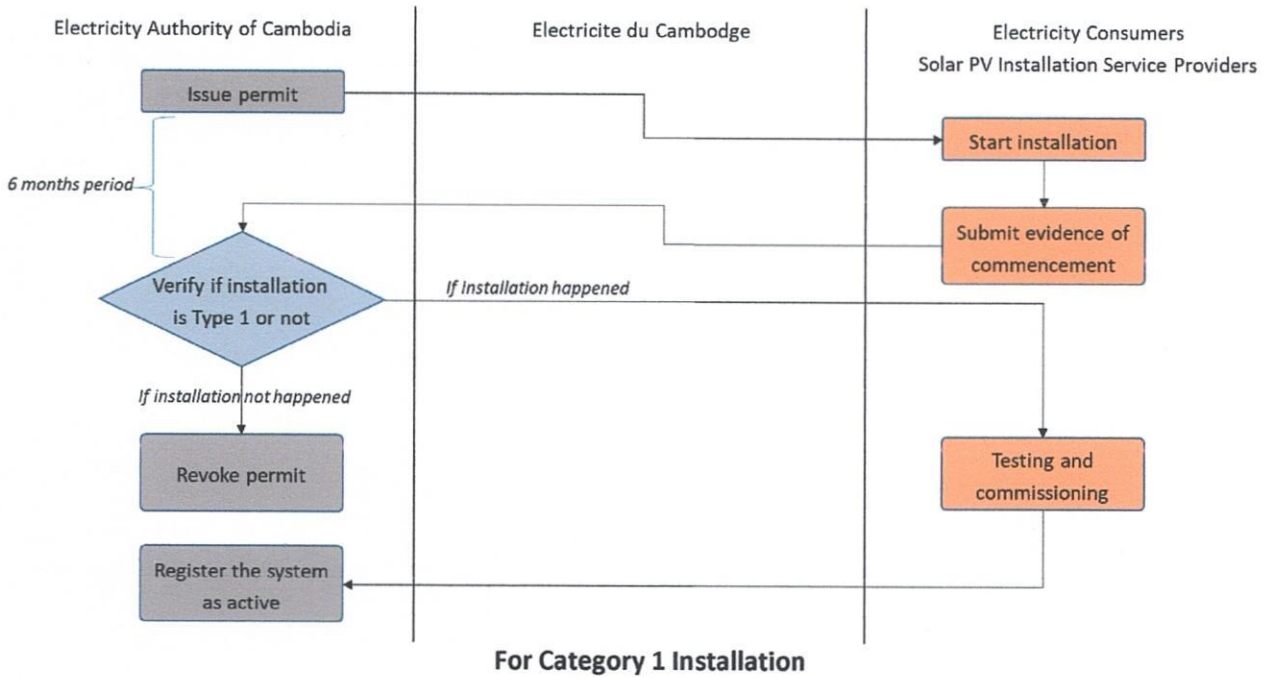 Electricity Authority of Cambodia
Electricite du Cambodge
Electricity Consumers
Solar PV Installation Service Providers
Issue permit
Start installation
6 months period
Submit evidence of
commencement
Verify if installation
is Type 1 or not
If Installation happened
If installation not happened
Revoke permit
Testing and
commissioning
Register the system
as active
For Category 1 Installation